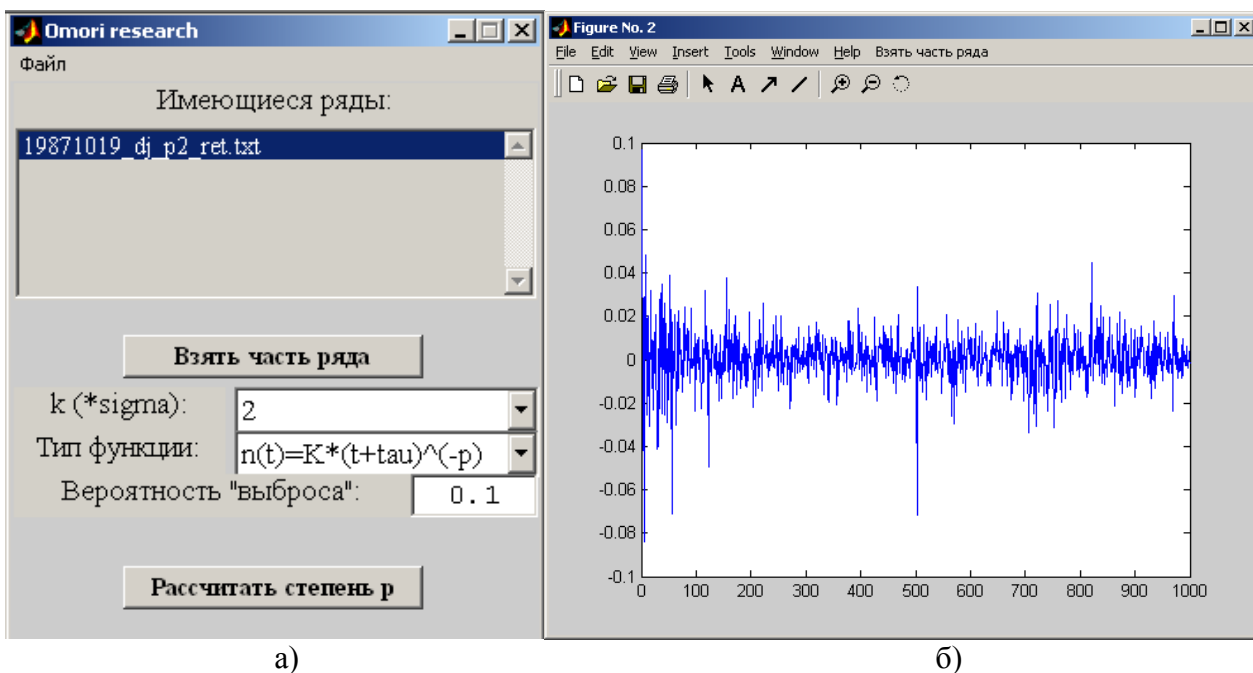 Omori research
Файл
Имеющиеся ряды:
19871019_dj_p2_ret.txt
Взять часть ряда
k (*sigma):
2
Тип функции:
n(t)=K*(t+tau)^(-p)
Вероятность "выброса":
0.1
Рассчитать степень p
а)
Figure No. 2
File Edit View Insert Tools Window Help Взять часть ряда
A
0.1
0.08
0.06
0.04
0.02
0
-0.02
-0.04
-0.06
-0.08
-0.1
0 100 200 300 400 500 600 700 800 900 1000
б)